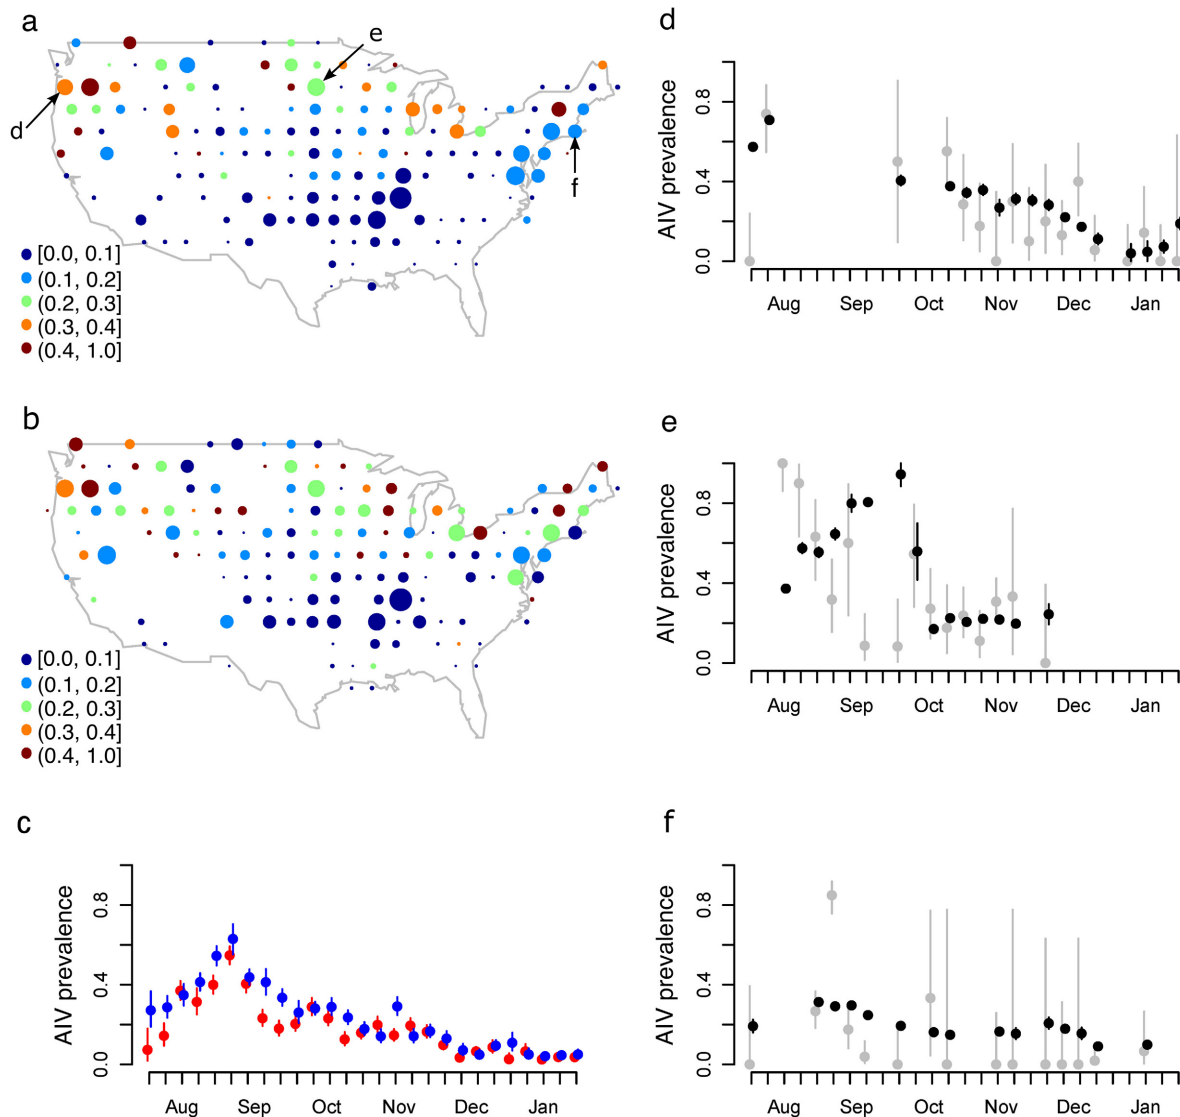 a
e
d
f
[0.0, 0.1]
(0.1, 0.2]
(0.2, 0.3]
(0.3, 0.4]
(0.4, 1.0]
d
AIV prevalence
0.0 0.4 0.8
Aug Sep Oct Nov Dec Jan
b
[0.0, 0.1]
(0.1, 0.2]
(0.2, 0.3]
(0.3, 0.4]
(0.4, 1.0]
e
AIV prevalence
0.0 0.4 0.8
Aug Sep Oct Nov Dec Jan
c
AIV prevalence
0.0 0.4 0.8
Aug Sep Oct Nov Dec Jan
f
AIV prevalence
0.0 0.4 0.8
Aug Sep Oct Nov Dec Jan